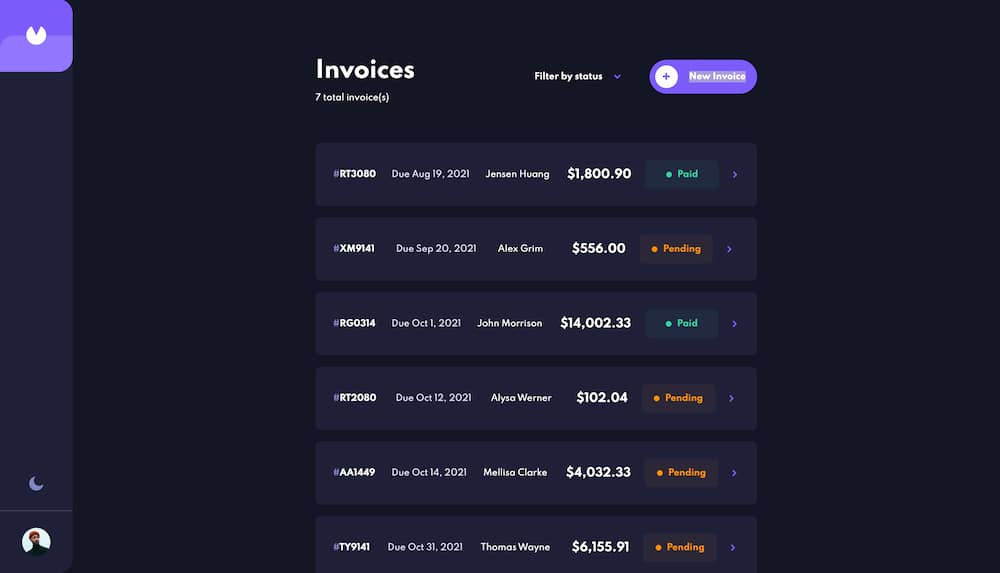 Invoices
7 total invoice(s)
Filter by status
+ New Invoice
#RT3080 Due Aug 19, 2021 Jensen Huang $1,800.90 Paid
#XM9141 Due Sep 20, 2021 Alex Grim $556.00 Pending
#RG0314 Due Oct 1, 2021 John Morrison $14,002.33 Paid
#RT2080 Due Oct 12, 2021 Alysa Werner $102.04 Pending
#AA1449 Due Oct 14, 2021 Mellisa Clarke $4,032.33 Pending
#TY9141 Due Oct 31, 2021 Thomas Wayne $6,155.91 Pending